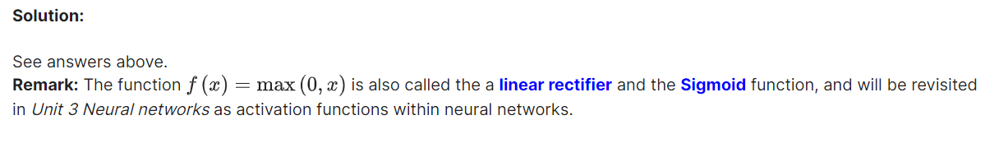 Solution:
See answers above.
Remark: The function f (x) = max (0, x) is also called the a linear rectifier and the Sigmoid function, and will be revisited
in Unit 3 Neural networks as activation functions within neural networks.